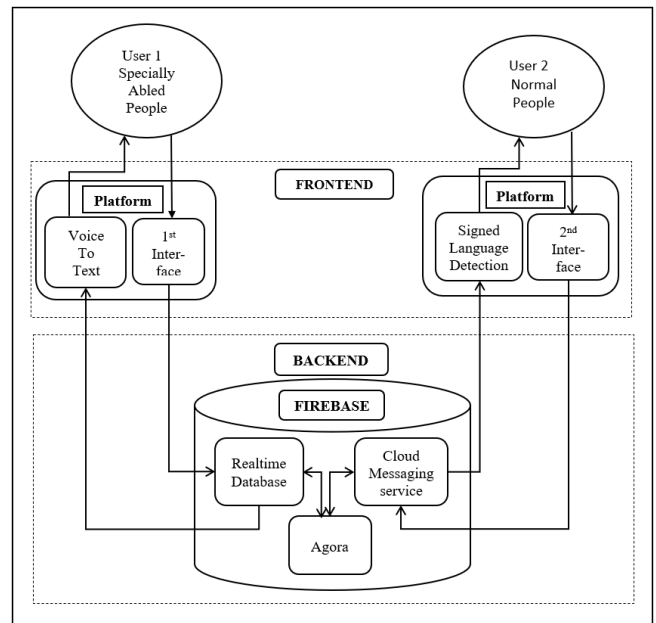 User 1
Specially
Abled
People
User 2
Normal
People
FRONTEND
Platform
Voice
To
Text
1st
Inter-
face
Platform
Signed
Language
Detection
2nd
Inter-
face
BACKEND
FIREBASE
Realtime
Database
Cloud
Messaging
service
Agora